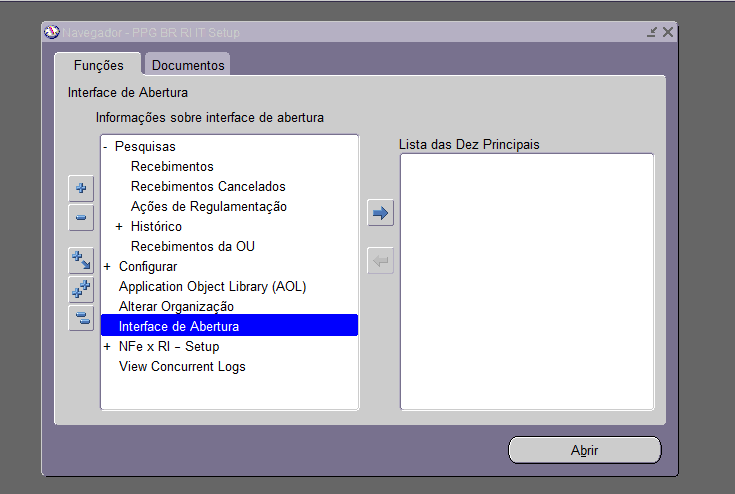 Navegador - PPG BR RI IT Setup
Funções
Documentos
Interface de Abertura
Informações sobre interface de abertura
- Pesquisas
Recebimentos
Recebimentos Cancelados
Ações de Regulamentação
+ Histórico
Recebimentos da OU
+ Configurar
Application Object Library (AOL)
Alterar Organização
Interface de Abertura
+ NFe x RI – Setup
View Concurrent Logs
Lista das Dez Principais
Abrir